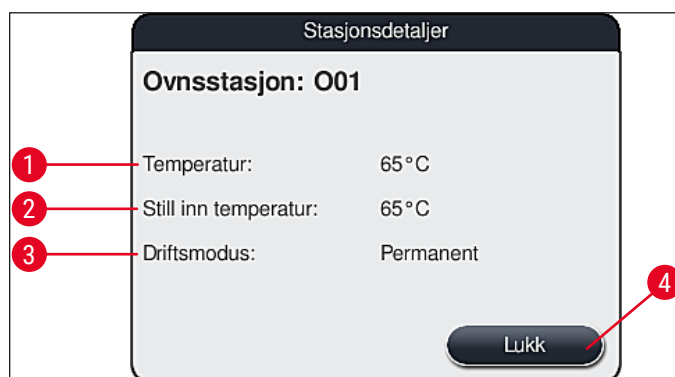 Stasjonsdetaljer
Ovnsstasjon: O01
1 Temperatur: 65°C
2 Still inn temperatur: 65°C
3 Driftsmodus: Permanent
4
Lukk